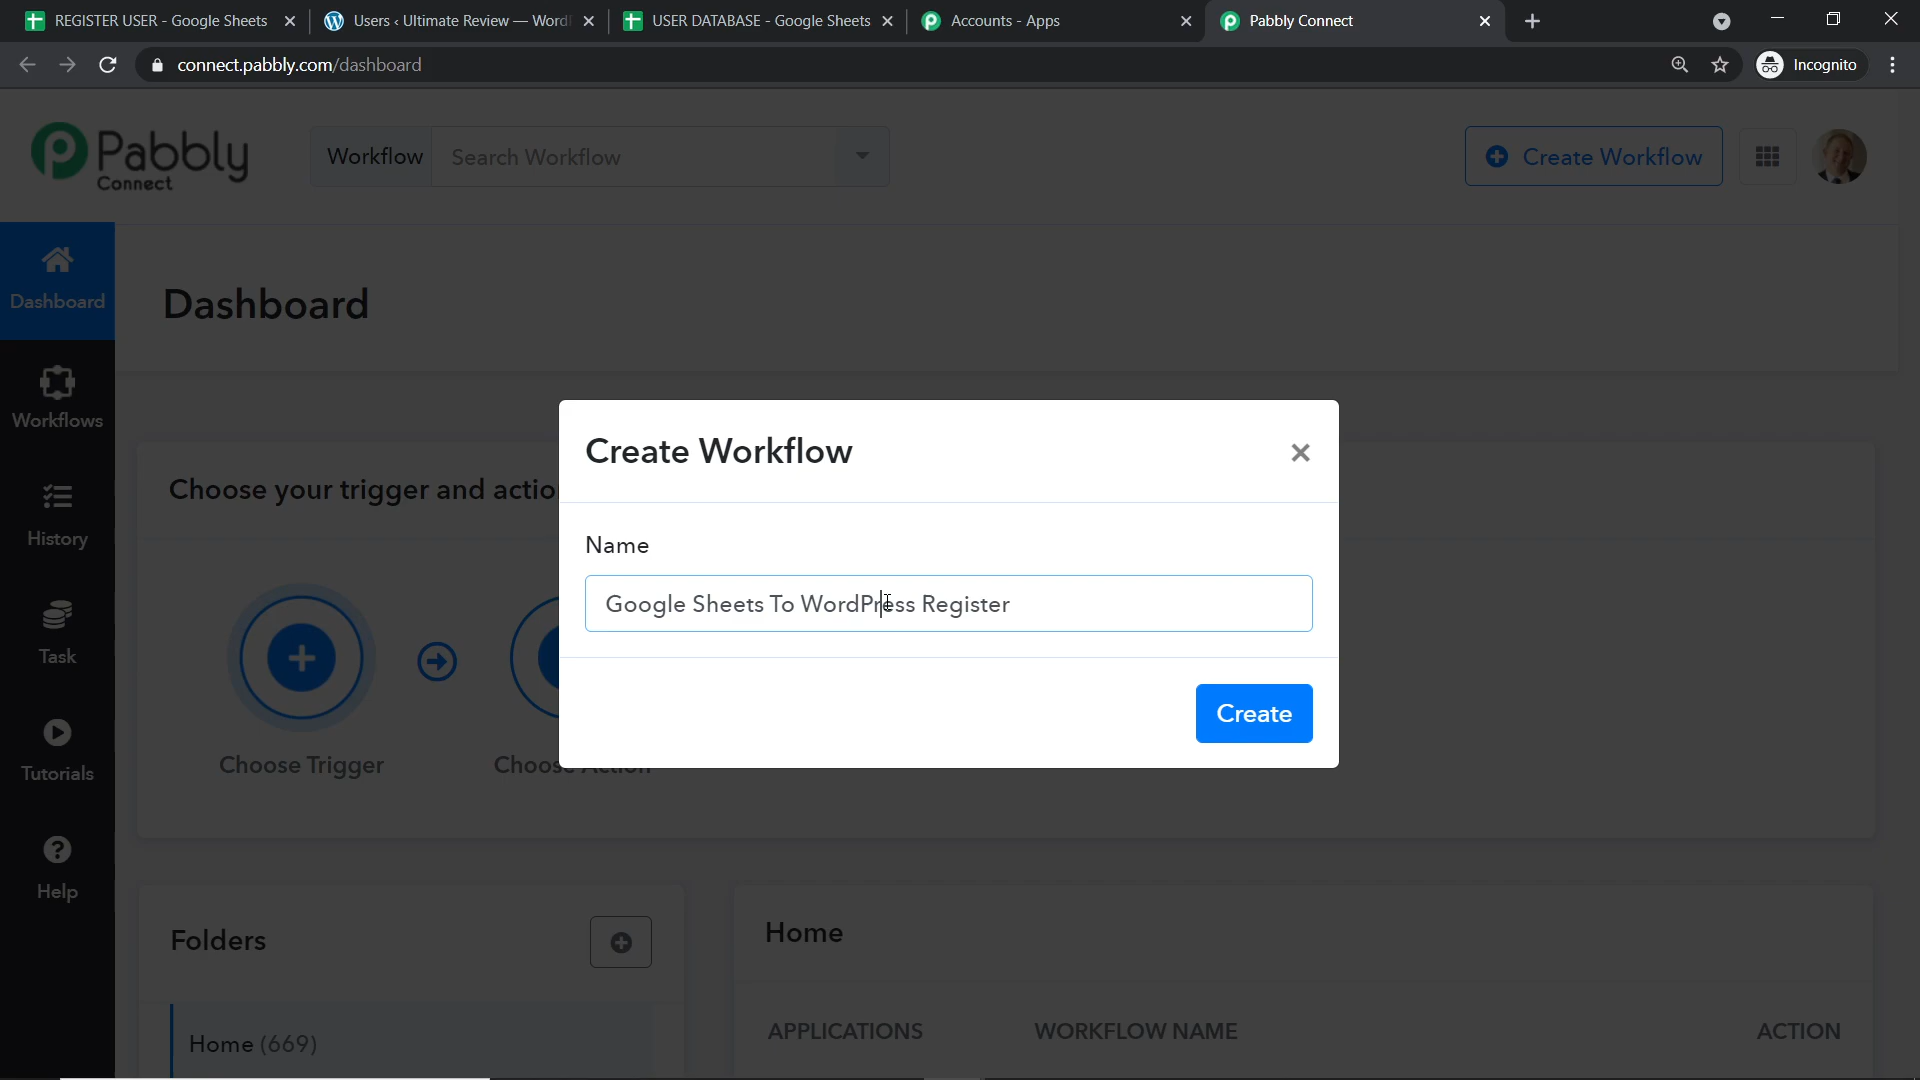 REGISTER USER - Google Sheets
Users ‹ Ultimate Review — Word
USER DATABASE - Google Sheets
Accounts - Apps
Pabbly Connect
connect.pabbly.com/dashboard
Incognito
Pabbly
Connect
Workflow
Search Workflow
Create Workflow
Dashboard
Dashboard
Workflows
History
Task
Tutorials
Help
Choose your trigger and actio
Choose Trigger
Choose Action
Create Workflow
Name
Google Sheets To WordPress Register
Create
Folders
Home (669)
Home
APPLICATIONS
WORKFLOW NAME
ACTION